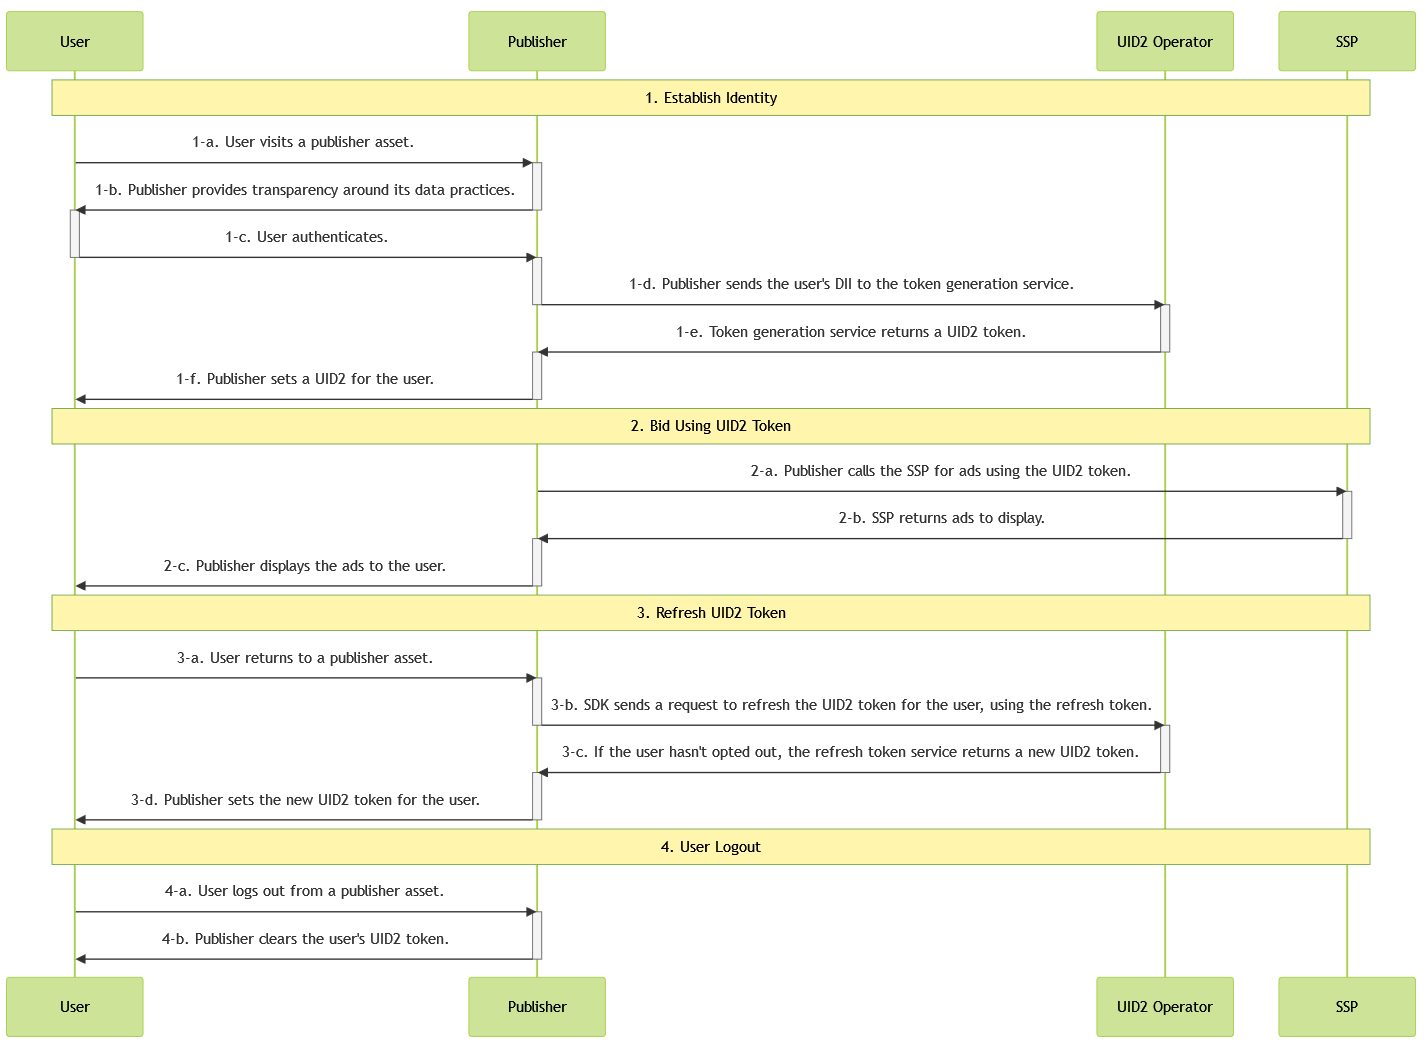 User
Publisher
UID2 Operator
SSP
1. Establish Identity
1-a. User visits a publisher asset.
1-b. Publisher provides transparency around its data practices.
1-c. User authenticates.
1-d. Publisher sends the user's DII to the token generation service.
1-e. Token generation service returns a UID2 token.
1-f. Publisher sets a UID2 for the user.
2. Bid Using UID2 Token
2-a. Publisher calls the SSP for ads using the UID2 token.
2-b. SSP returns ads to display.
2-c. Publisher displays the ads to the user.
3. Refresh UID2 Token
3-a. User returns to a publisher asset.
3-b. SDK sends a request to refresh the UID2 token for the user, using the refresh token.
3-c. If the user hasn't opted out, the refresh token service returns a new UID2 token.
3-d. Publisher sets the new UID2 token for the user.
4. User Logout
4-a. User logs out from a publisher asset.
4-b. Publisher clears the user's UID2 token.
User
Publisher
UID2 Operator
SSP